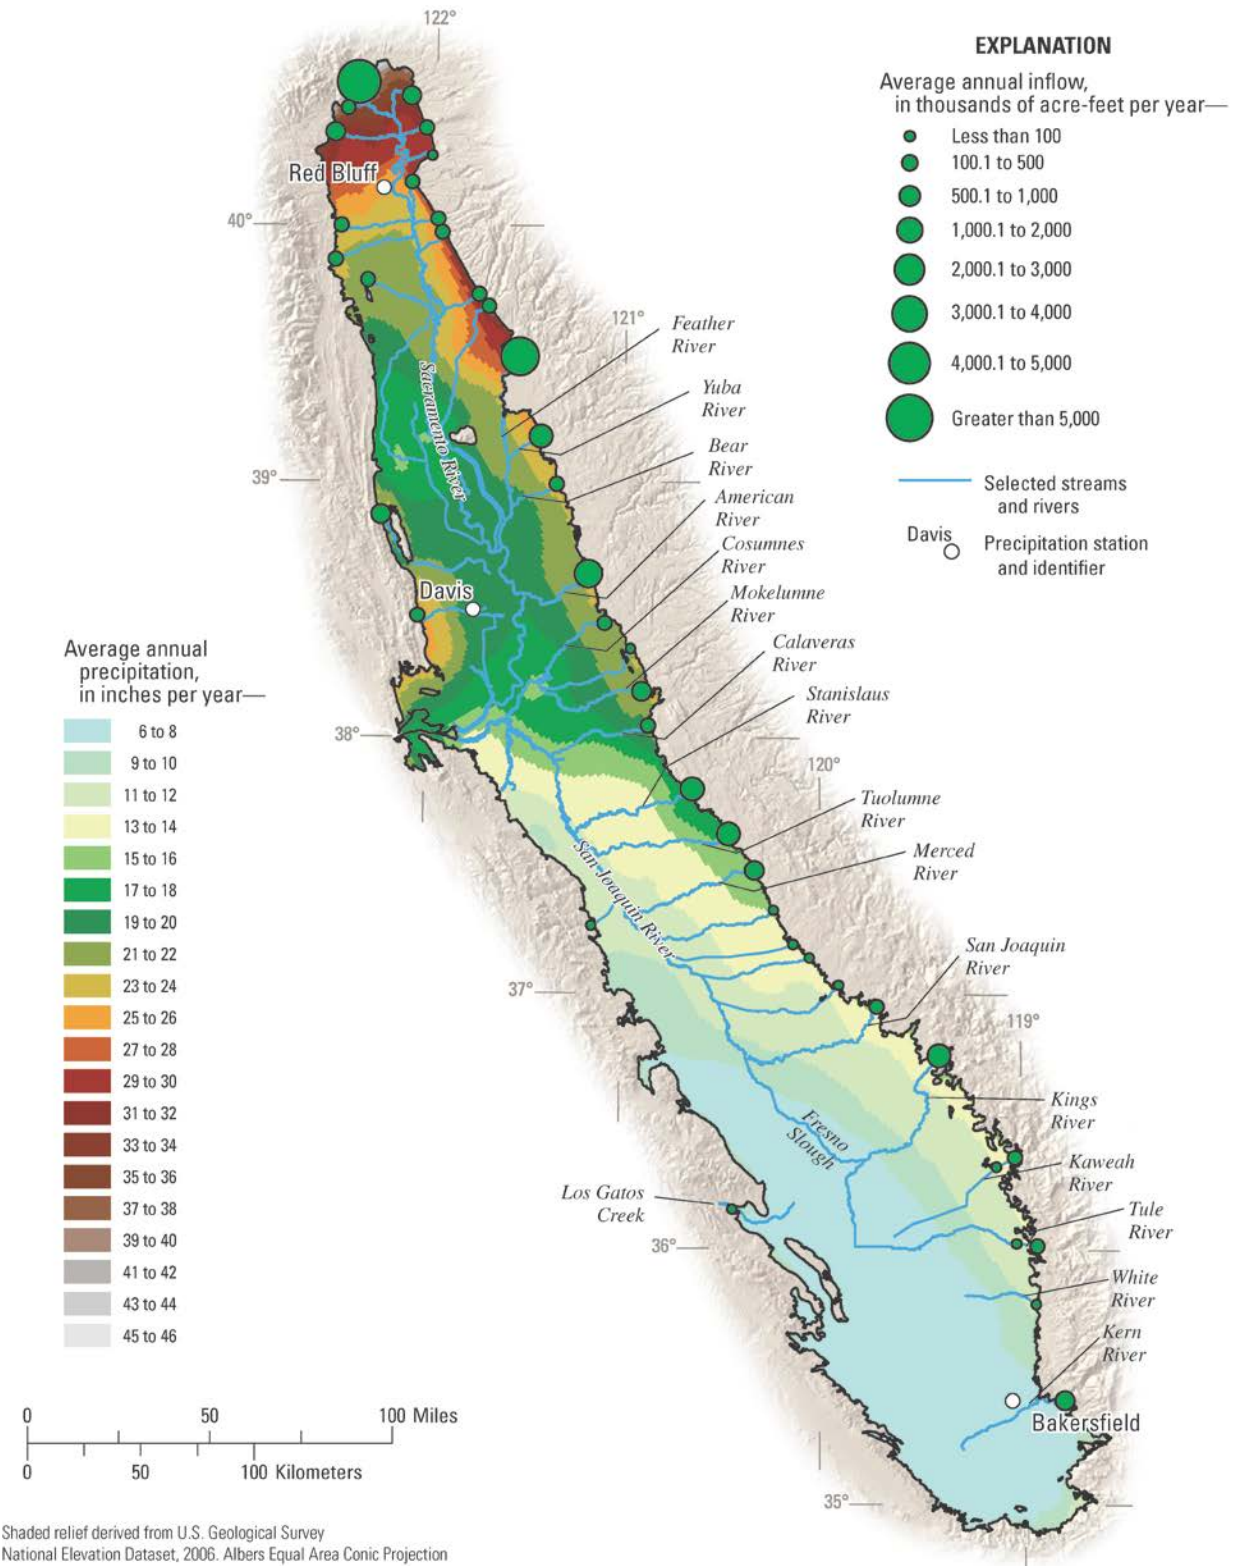 122°
EXPLANATION
Average annual inflow,
in thousands of acre-feet per year—
Less than 100
100.1 to 500
500.1 to 1,000
1,000.1 to 2,000
2,000.1 to 3,000
3,000.1 to 4,000
4,000.1 to 5,000
Greater than 5,000
Selected streams
and rivers
Davis
Precipitation station
and identifier
Red Bluff
40°
121°
Feather
River
Yuba
River
Bear
River
American
River
Cosumnes
River
Mokelumne
River
Calaveras
River
Stanislaus
River
Sacramento River
39°
Davis
38°
120°
Tuolumne
River
Merced
River
San Joaquin River
San Joaquin
River
37°
119°
Kings
River
Fresno
Slough
Kaweah
River
Los Gatos
Creek
Tule
River
36°
White
River
Kern
River
Bakersfield
35°
Average annual
precipitation,
in inches per year—
6 to 8
9 to 10
11 to 12
13 to 14
15 to 16
17 to 18
19 to 20
21 to 22
23 to 24
25 to 26
27 to 28
29 to 30
31 to 32
33 to 34
35 to 36
37 to 38
39 to 40
41 to 42
43 to 44
45 to 46
0 50 100 Miles
0 50 100 Kilometers
Shaded relief derived from U.S. Geological Survey
National Elevation Dataset, 2006. Albers Equal Area Conic Projection